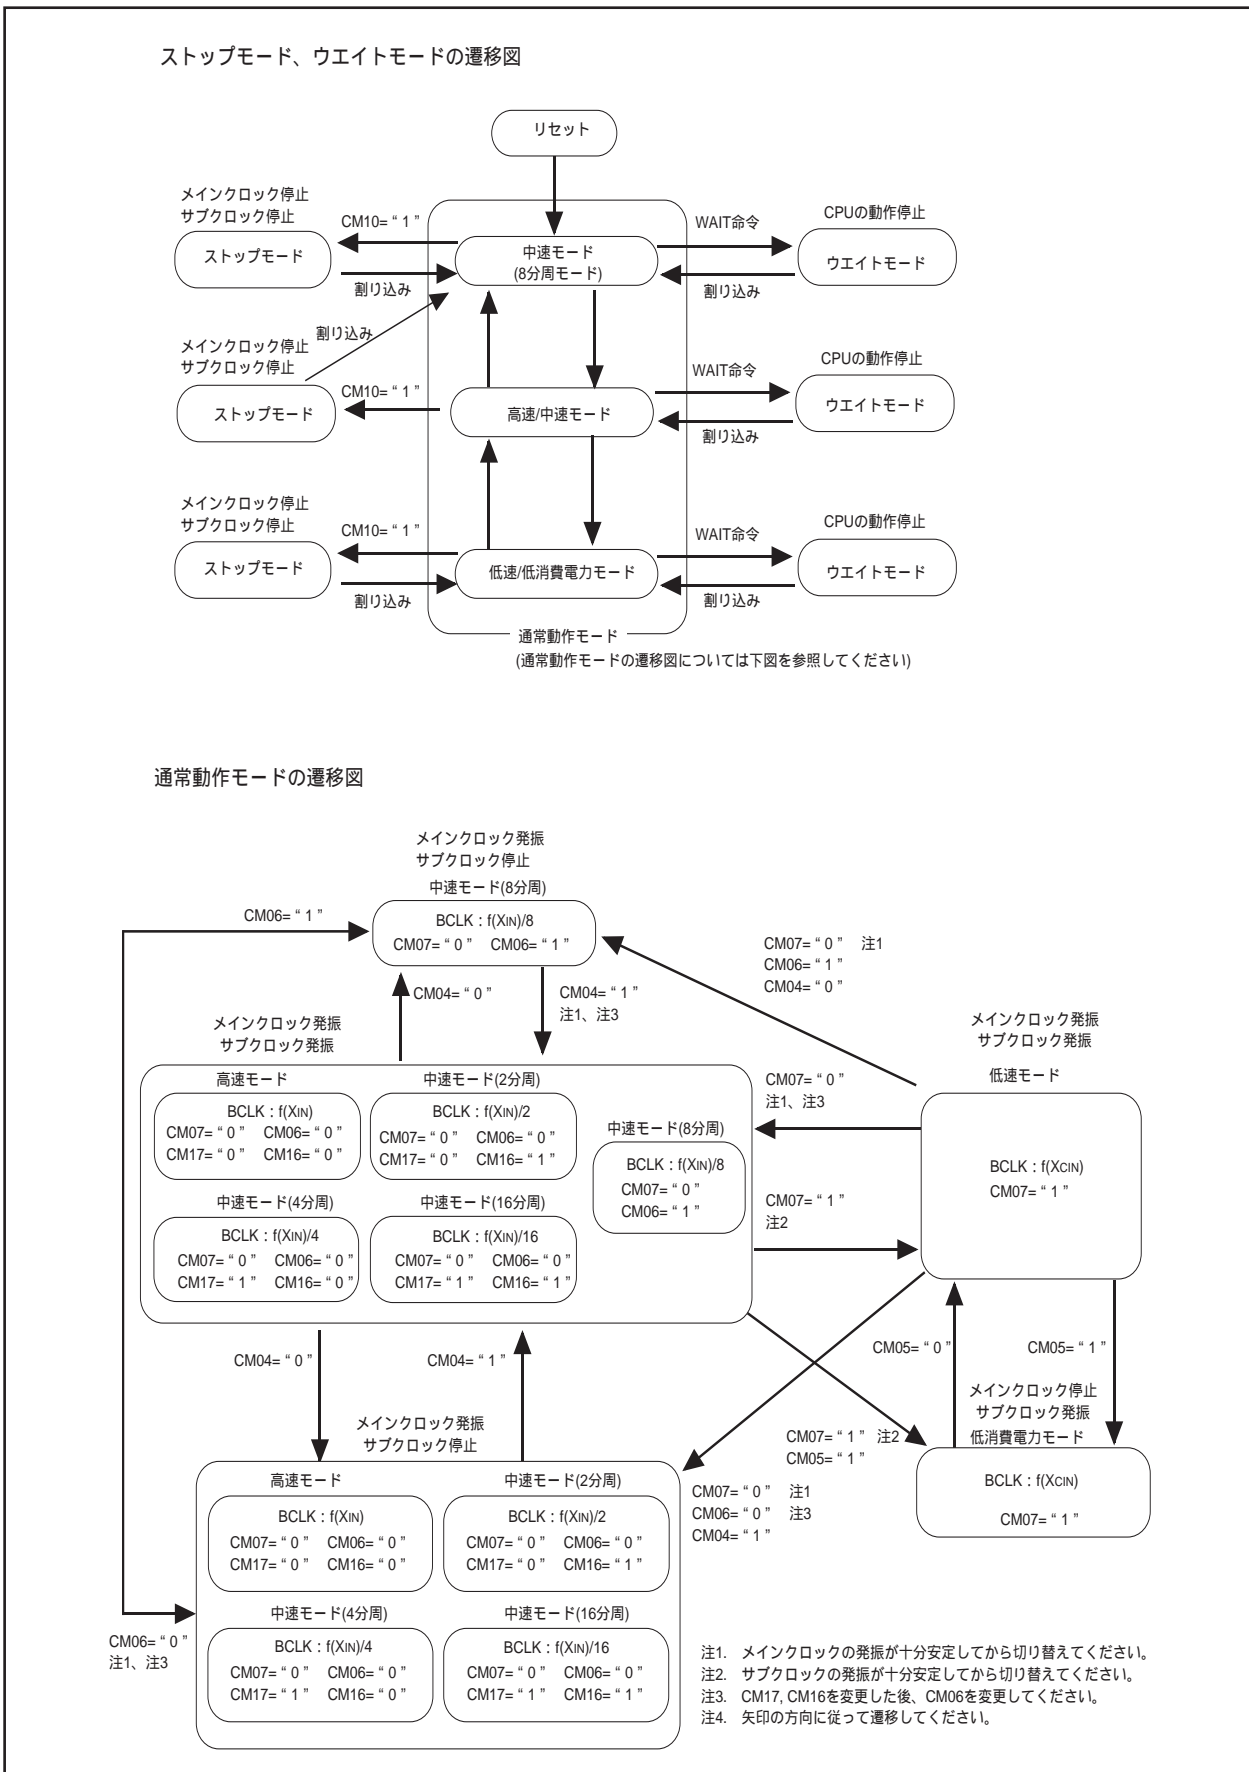 ストップモード、ウエイトモードの遷移図
リセット
メインクロック停止
サブクロック停止
CM10= “ 1 ”
WAIT命令
CPUの動作停止
ストップモード
中速モード
(8分周モード)
ウエイトモード
割り込み
割り込み
割り込み
メインクロック停止
サブクロック停止
CM10= “ 1 ”
WAIT命令
CPUの動作停止
ストップモード
高速/中速モード
ウエイトモード
割り込み
メインクロック停止
サブクロック停止
CM10= “ 1 ”
WAIT命令
CPUの動作停止
ストップモード
低速/低消費電力モード
ウエイトモード
割り込み
割り込み
通常動作モード
(通常動作モードの遷移図については下図を参照してください)
通常動作モードの遷移図
メインクロック発振
サブクロック停止
中速モード(8分周)
CM06= “ 1 ”
BCLK : f(XIN)/8
CM07= “ 0 ” CM06= “ 1 ”
CM07= “ 0 ” 注1
CM06= “ 1 ”
CM04= “ 0 ”
CM04= “ 0 ”
CM04= “ 1 ”
注1、注3
メインクロック発振
サブクロック発振
メインクロック発振
サブクロック発振
低速モード
高速モード
BCLK : f(XIN)
CM07= “ 0 ” CM06= “ 0 ”
CM17= “ 0 ” CM16= “ 0 ”
中速モード(2分周)
BCLK : f(XIN)/2
CM07= “ 0 ” CM06= “ 0 ”
CM17= “ 0 ” CM16= “ 1 ”
中速モード(8分周)
BCLK : f(XIN)/8
CM07= “ 0 ”
CM06= “ 1 ”
CM07= “ 0 ”
注1、注3
BCLK : f(XCIN)
CM07= “ 1 ”
中速モード(4分周)
BCLK : f(XIN)/4
CM07= “ 0 ” CM06= “ 0 ”
CM17= “ 1 ” CM16= “ 0 ”
中速モード(16分周)
BCLK : f(XIN)/16
CM07= “ 0 ” CM06= “ 0 ”
CM17= “ 1 ” CM16= “ 1 ”
CM07= “ 1 ”
注2
CM04= “ 0 ”
CM04= “ 1 ”
CM05= “ 0 ”
CM05= “ 1 ”
メインクロック発振
サブクロック停止
メインクロック停止
サブクロック発振
低消費電力モード
CM07= “ 1 ” 注2
CM05= “ 1 ”
BCLK : f(XCIN)
CM07= “ 1 ”
CM07= “ 0 ” 注1
CM06= “ 0 ” 注3
CM04= “ 1 ”
高速モード
BCLK : f(XIN)
CM07= “ 0 ” CM06= “ 0 ”
CM17= “ 0 ” CM16= “ 0 ”
中速モード(2分周)
BCLK : f(XIN)/2
CM07= “ 0 ” CM06= “ 0 ”
CM17= “ 0 ” CM16= “ 1 ”
中速モード(4分周)
BCLK : f(XIN)/4
CM07= “ 0 ” CM06= “ 0 ”
CM17= “ 1 ” CM16= “ 0 ”
中速モード(16分周)
BCLK : f(XIN)/16
CM07= “ 0 ” CM06= “ 0 ”
CM17= “ 1 ” CM16= “ 1 ”
CM06= “ 0 ”
注1、注3
注1. メインクロックの発振が十分安定してから切り替えてください。
注2. サブクロックの発振が十分安定してから切り替えてください。
注3. CM17, CM16を変更した後、CM06を変更してください。
注4. 矢印の方向に従って遷移してください。